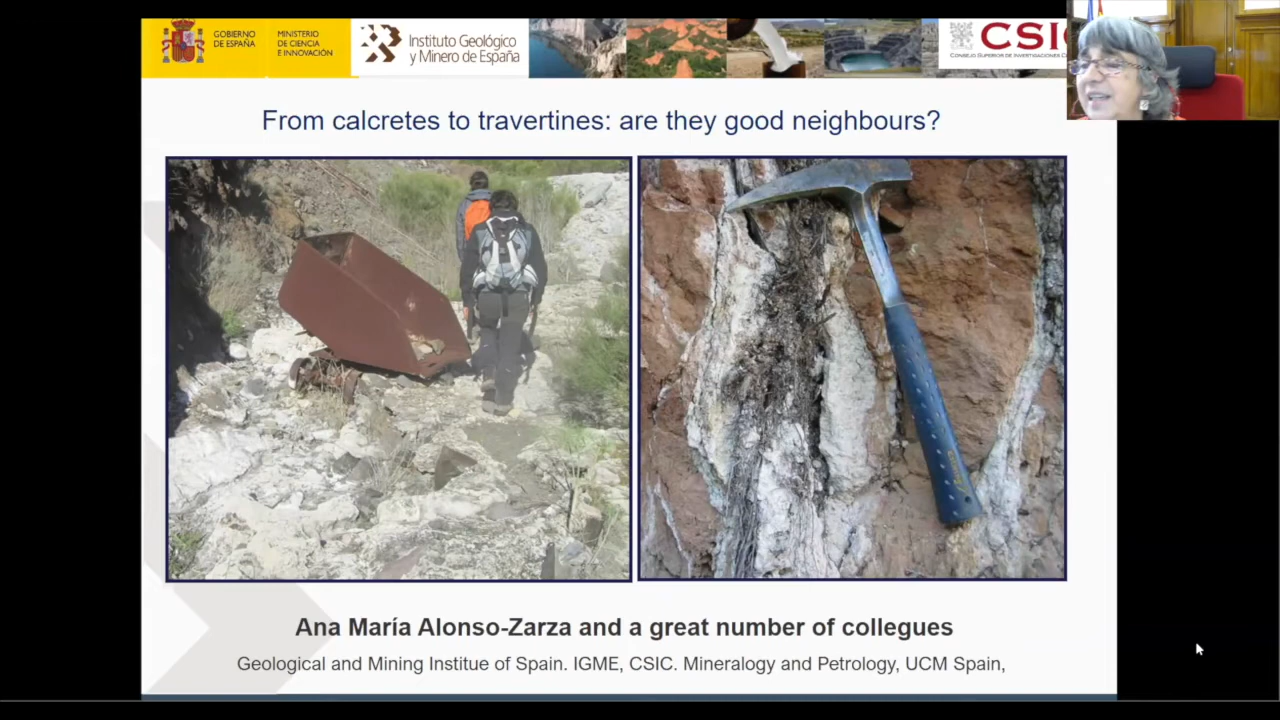 GOBIERNO
DE ESPAÑA
MINISTERIO
DE CIENCIA
E INNOVACIÓN
Instituto Geológico
y Minero de España
CSIC
CONSEJO SUPERIOR DE INVESTIGACIONES
From calcretes to travertines: are they good neighbours?
Ana María Alonso-Zarza and a great number of collegues
Geological and Mining Institue of Spain. IGME, CSIC. Mineralogy and Petrology, UCM Spain,